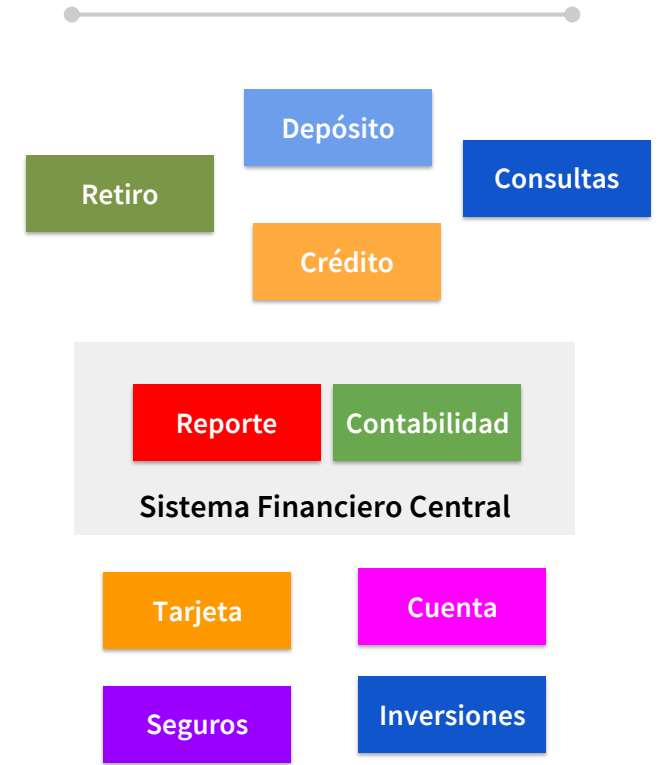 Depósito
Consultas
Retiro
Crédito
Reporte
Contabilidad
Sistema Financiero Central
Tarjeta
Cuenta
Seguros
Inversiones